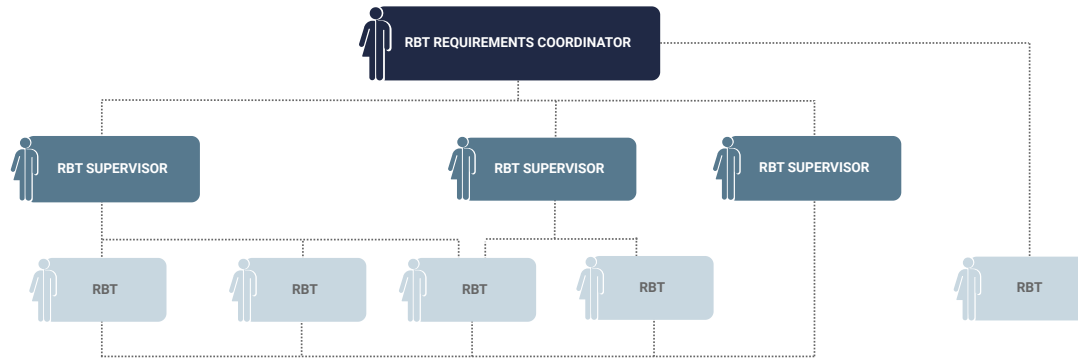 RBT REQUIREMENTS COORDINATOR
RBT SUPERVISOR
RBT SUPERVISOR
RBT SUPERVISOR
RBT
RBT
RBT
RBT
RBT